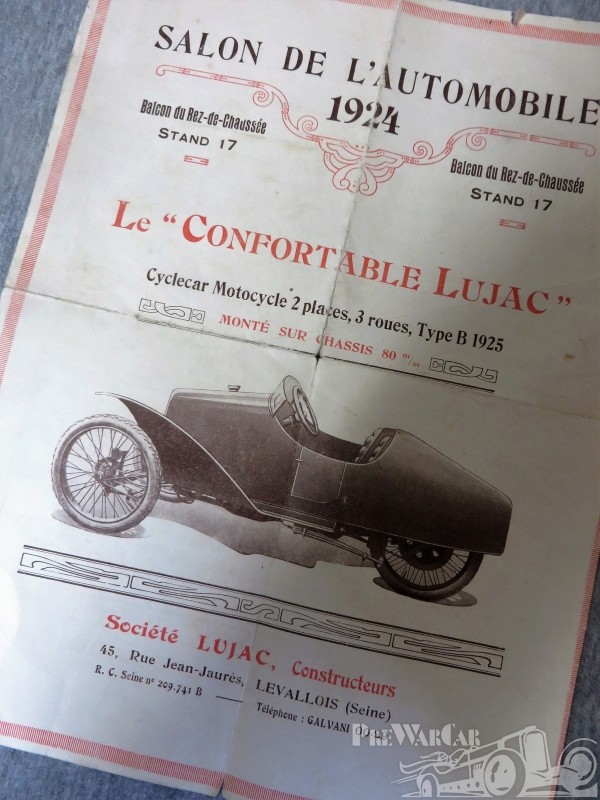 SALON DE L'AUTOMOBILE
1924
Balcon du Rez-de-Chaussée
STAND 17
Balcon du Rez-de-Chaussée
STAND 17
LE "CONFORTABLE LUJAC"
Cyclecar Motocycle 2 places, 3 roues, Type B 1925
MONTÉ SUR CHASSIS 80 m/m
Société LUJAC, Constructeurs
45, Rue Jean-Jaurès, LEVALLOIS (Seine)
R. C. Seine nº 209.741 B
Téléphone : GALVANI
PREWARCAR